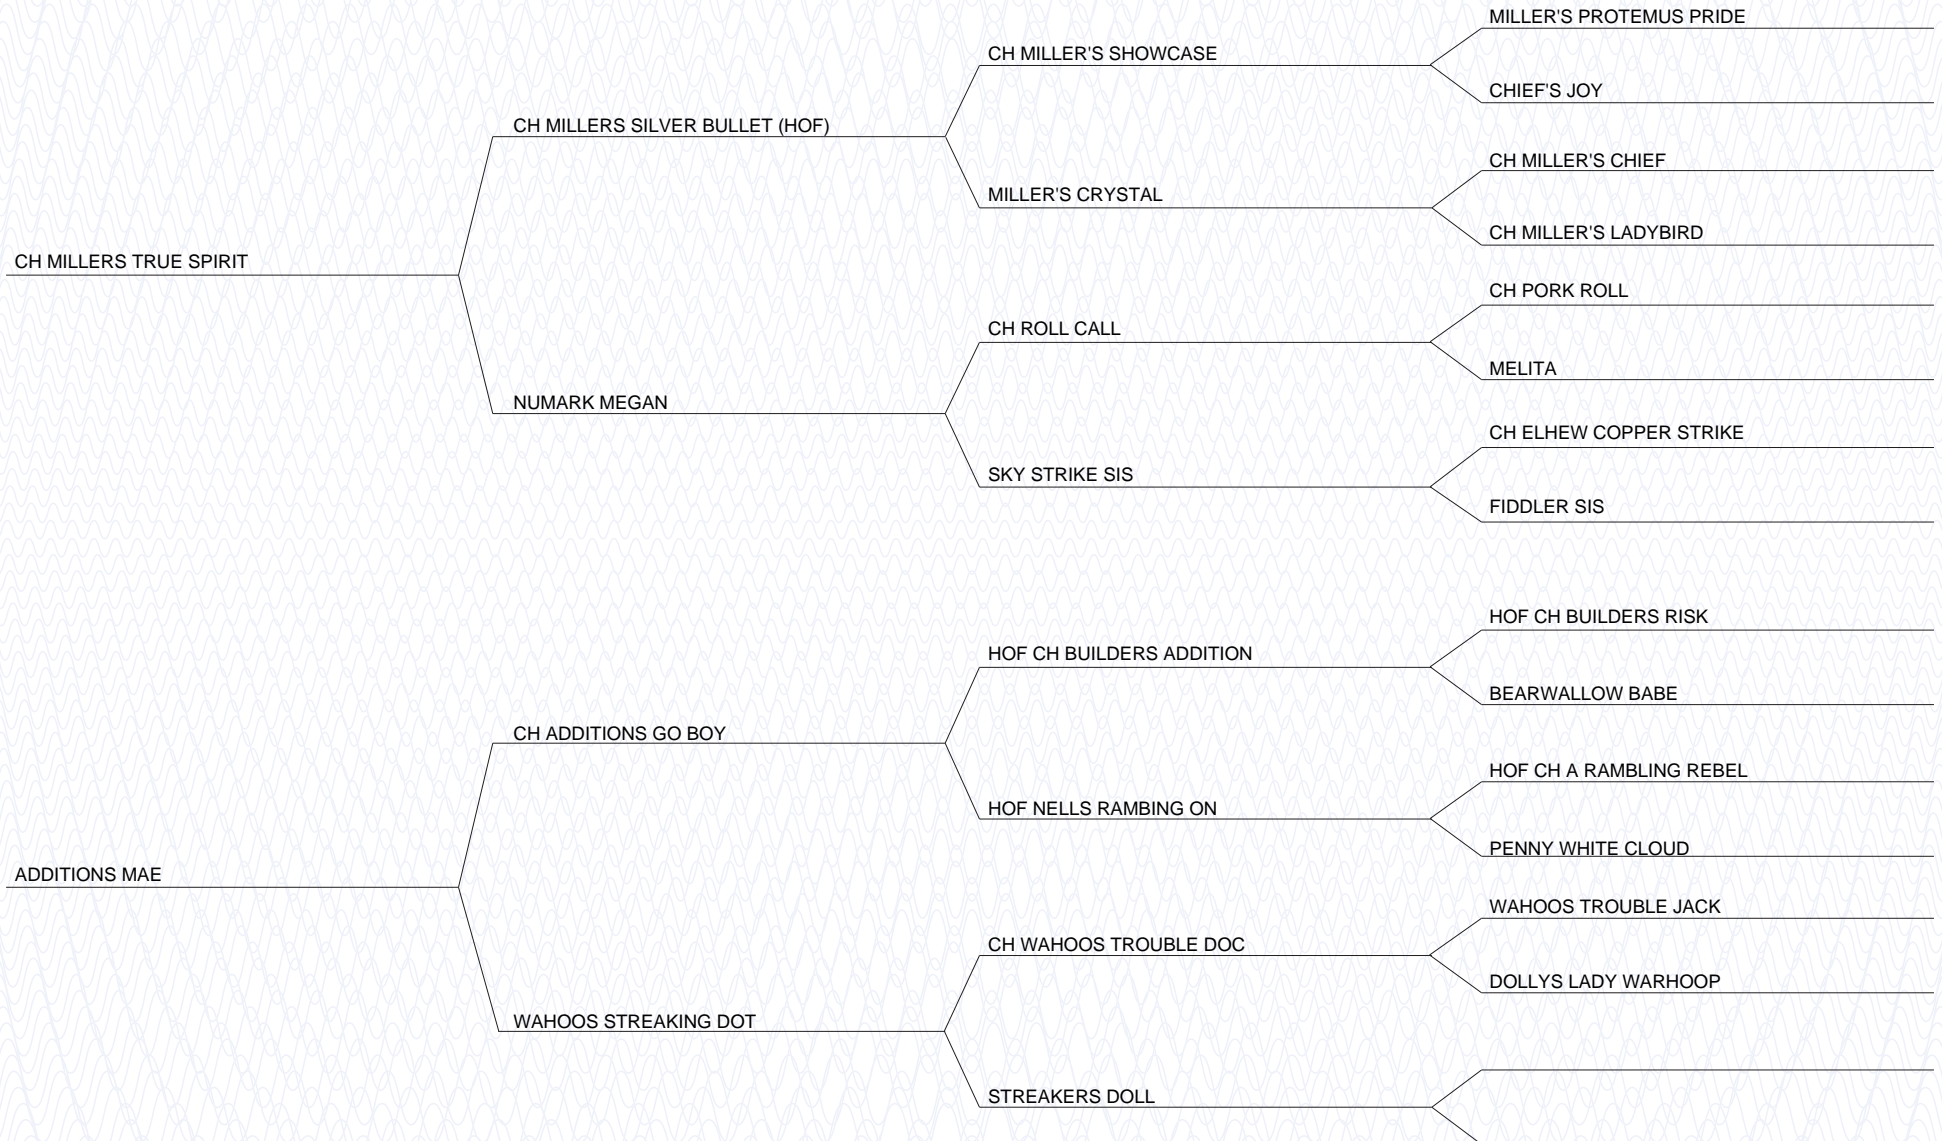 MILLER'S PROTEMUS PRIDE
CH MILLER'S SHOWCASE
CHIEF'S JOY
CH MILLERS SILVER BULLET (HOF)
CH MILLER'S CHIEF
MILLER'S CRYSTAL
CH MILLER'S LADYBIRD
CH MILLERS TRUE SPIRIT
CH PORK ROLL
CH ROLL CALL
MELITA
NUMARK MEGAN
CH ELHEW COPPER STRIKE
SKY STRIKE SIS
FIDDLER SIS
HOF CH BUILDERS RISK
HOF CH BUILDERS ADDITION
BEARWALLOW BABE
CH ADDITIONS GO BOY
HOF CH A RAMBLING REBEL
HOF NELLS RAMBING ON
PENNY WHITE CLOUD
ADDITIONS MAE
WAHOOS TROUBLE JACK
CH WAHOOS TROUBLE DOC
DOLLYS LADY WARHOOP
WAHOOS STREAKING DOT
STREAKERS DOLL